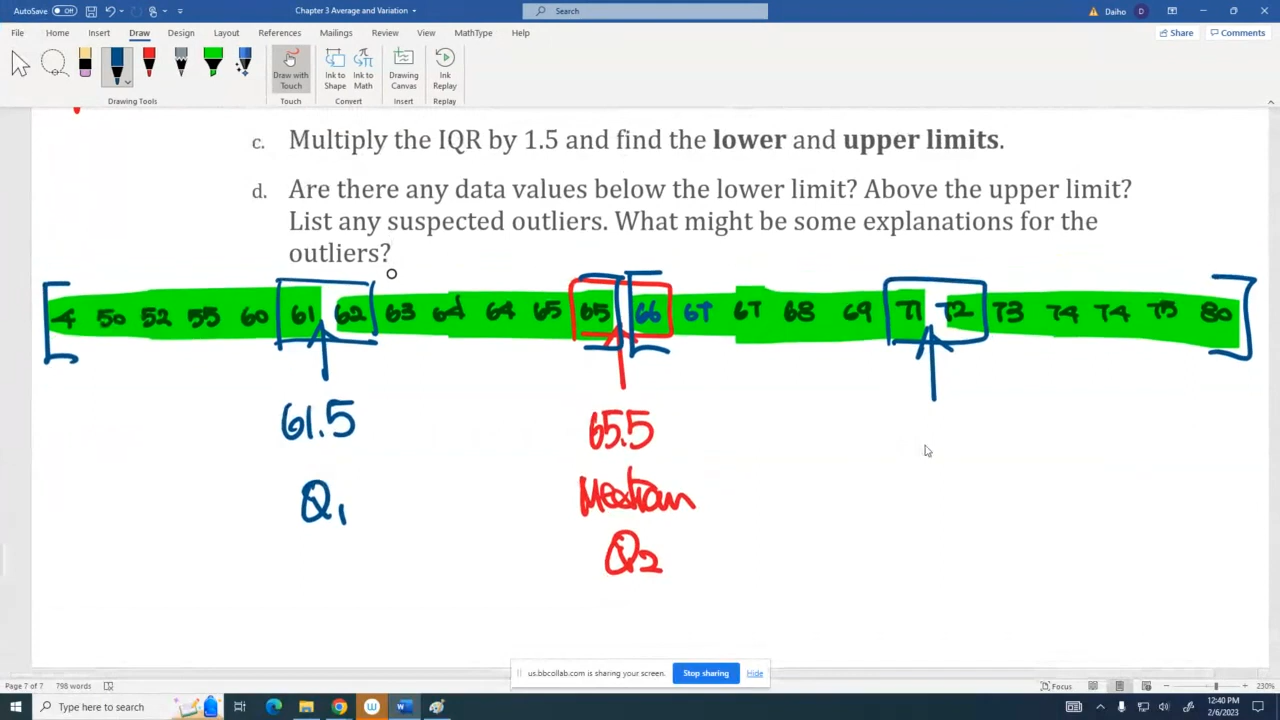 AutoSave Off
Chapter 3 Average and Variation
Search
Daiho D
File Home Insert Draw Design Layout References Mailings Review View MathType Help
Share Comments
Draw with Touch
Ink to Shape
Ink to Math
Drawing Canvas
Ink Replay
Drawing Tools Touch Convert Insert Replay
c. Multiply the IQR by 1.5 and find the lower and upper limits.
d. Are there any data values below the lower limit? Above the upper limit?
List any suspected outliers. What might be some explanations for the
outliers?
4 50 52 55 60 61 62 63 64 64 65 65 66 67 67 68 69 71 72 73 74 74 75 80
61.5
65.5
Q1
Median
Q2
us.bbcollab.com is sharing your screen. Stop sharing Hide
Page 7 of 7 798 words
Focus
230%
Type here to search
12:40 PM
2/6/2023